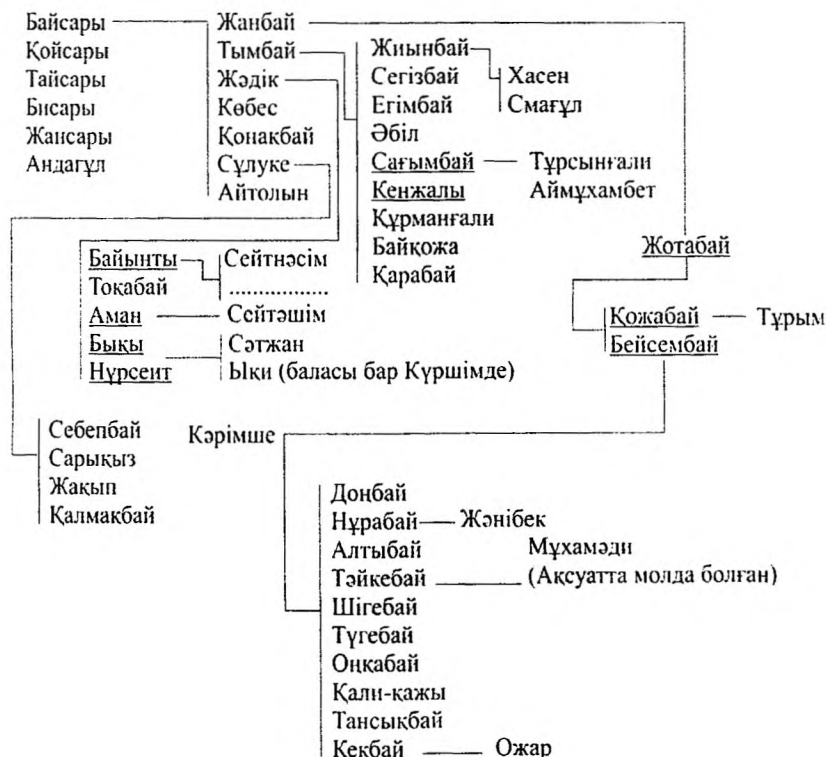 Байсары Жанбай
Қойсары Тымбай Жиынбай
Тайсары Жәдік Сегізбай Хасен
Бисары Көбес Егімбай Смағұл
Жансары Қонакбай Әбіл
Андағұл Сұлуке Сағымбай Тұрсынғали
Айтолын Кенжалы Аймұхамбет
Құрманғали
Байынты Сейтнәсім Байқожа Жотабай
Тоқабай .................. Қарабай
Аман Сейтәшім Қожабай Тұрым
Бықы Сәтжан Бейсембай
Нүрсеит Ықи (баласы бар Күршімде)
Себепбай Кәрімше
Сарықыз
Жақып
Қалмақбай
Доңбай
Нұрабай Жәнібек
Алтыбай Мұхамәди
Тәйкебай (Ақсуатта молда болған)
Шігебай
Түгебай
Оңкабай
Қали-қажы
Тансықбай
Кекбай Ожар